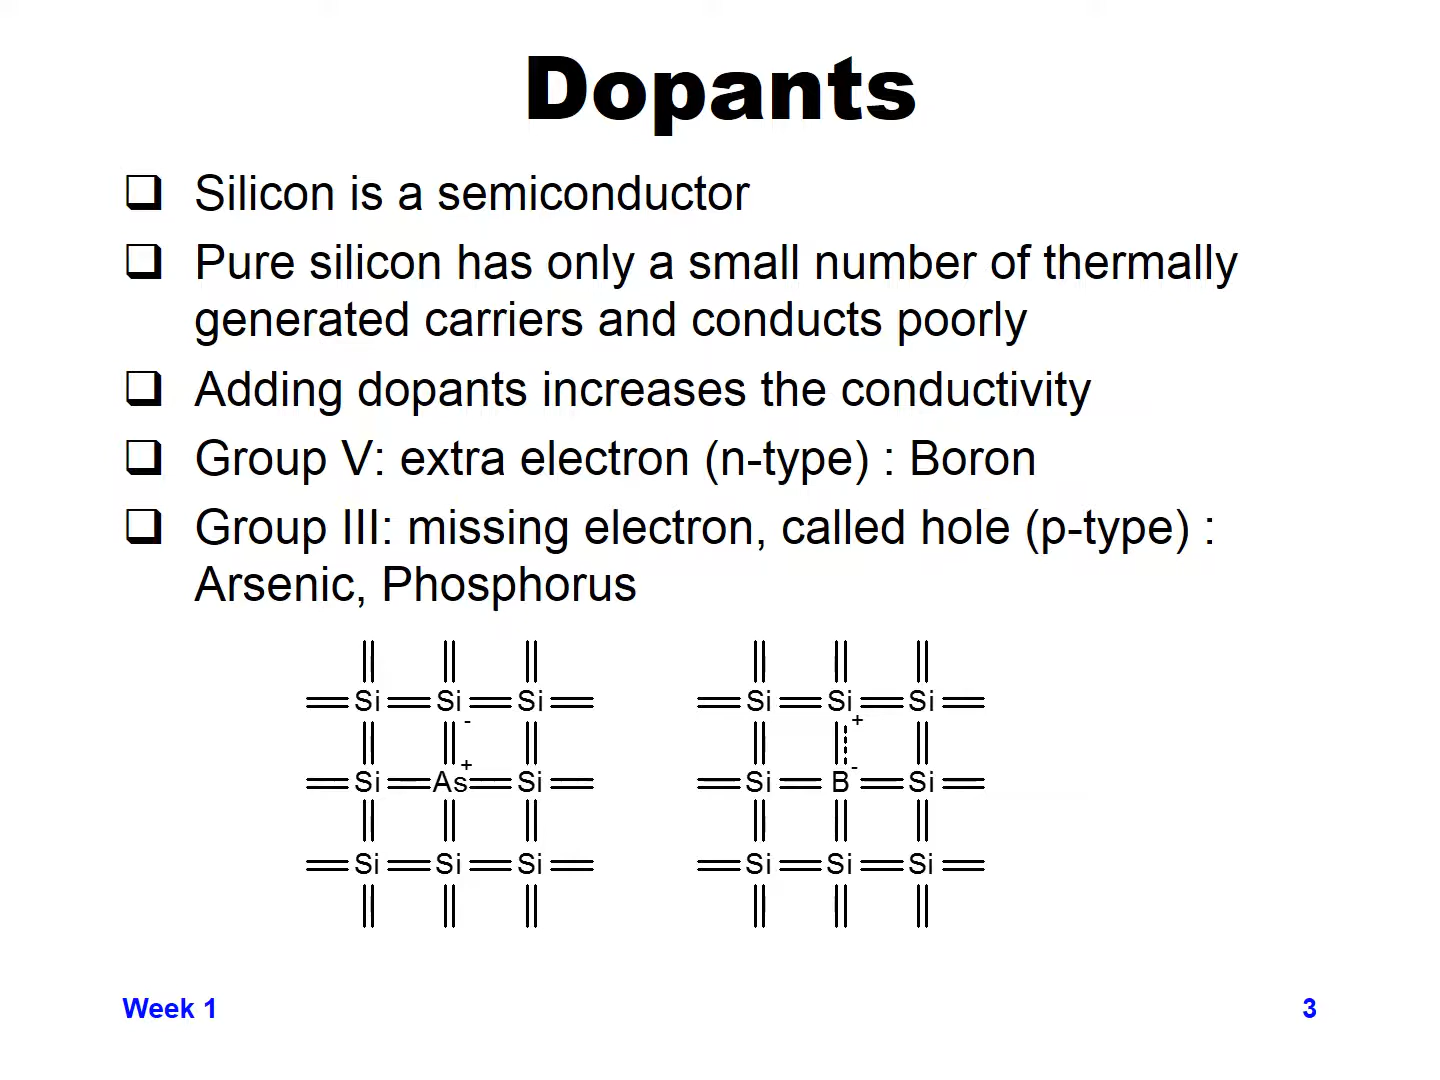 Dopants
❑ Silicon is a semiconductor
❑ Pure silicon has only a small number of thermally
generated carriers and conducts poorly
❑ Adding dopants increases the conductivity
❑ Group V: extra electron (n-type) : Boron
❑ Group III: missing electron, called hole (p-type) :
Arsenic, Phosphorus
Si Si Si
-
+
Si As Si
Si Si Si
Si Si Si
+
-
Si B Si
Si Si Si
Week 1
3